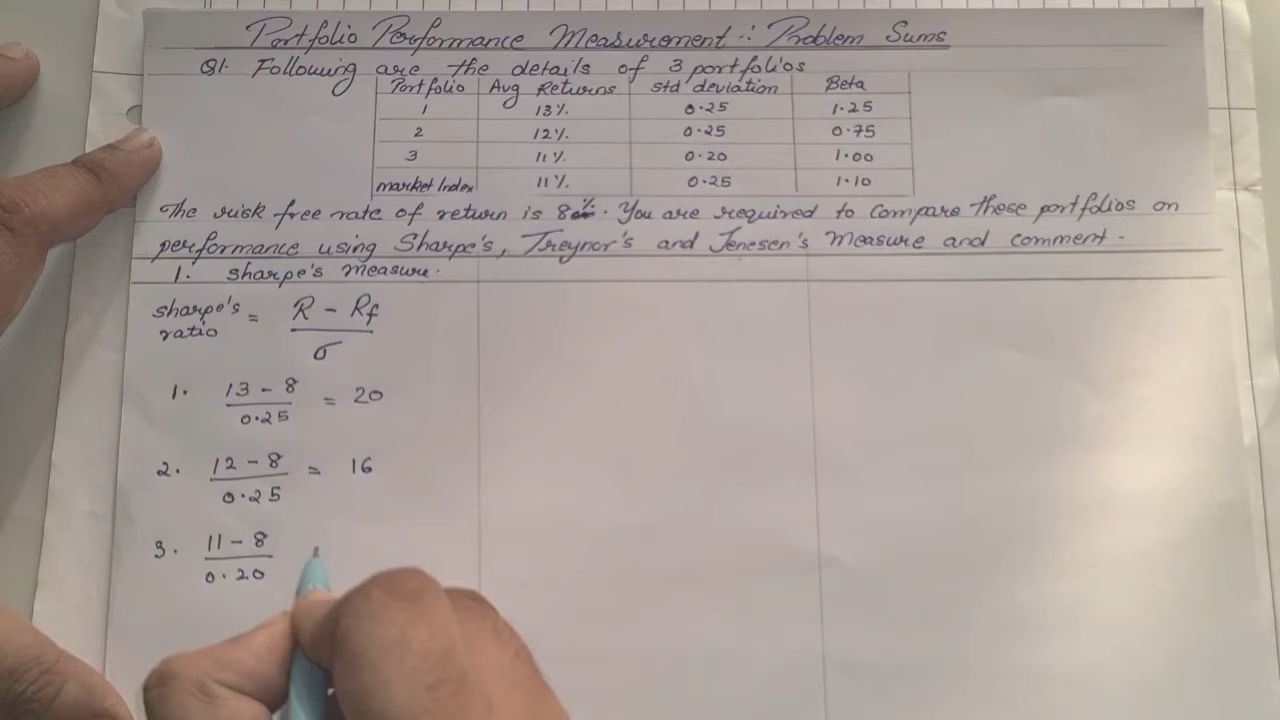 Portfolio Performance Measurement : Problem Sums
Q1. Following are the details of 3 portfolios
Portfolio Avg Returns std deviation Beta
1 13% 0.25 1.25
2 12% 0.25 0.75
3 11% 0.20 1.00
market Index 11% 0.25 1.10
The risk free rate of return is 8%. You are required to compare these portfolios on
performance using Sharpe's, Treynor's and Jenesen's Measure and comment.
1. sharpe's measure.
sharpe's ratio = R - Rf / σ
1. 13 - 8 / 0.25 = 20
2. 12 - 8 / 0.25 = 16
3. 11 - 8 / 0.20